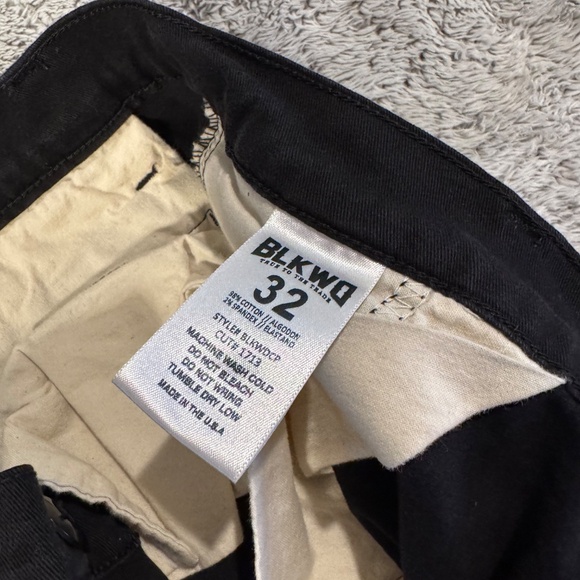 BLKWD
TRUE TO THE TRADE
32
98% COTTON // ALGODON
2% SPANDEX // ELASTANO
STYLE# BLKWDCP
CUT# 1713
MACHINE WASH COLD
DO NOT BLEACH
DO NOT WRING
TUMBLE DRY LOW
MADE IN THE U.S.A